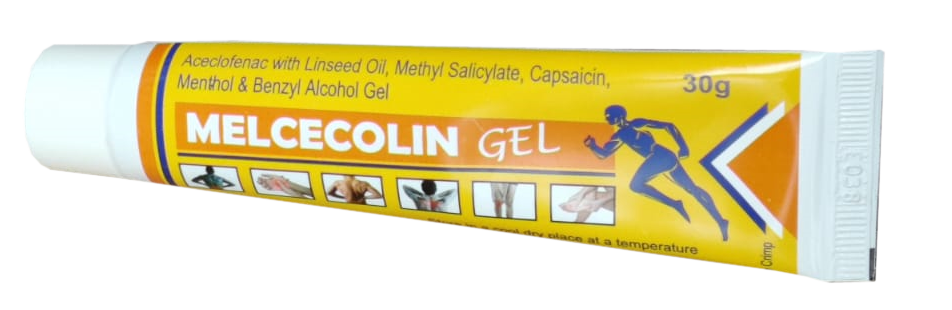 Aceclofenac with Linseed Oil, Methyl Salicylate, Capsaicin,
Menthol & Benzyl Alcohol Gel
30g
MELCECOLIN GEL
Store in a cool dry place at a temperature
Crimp